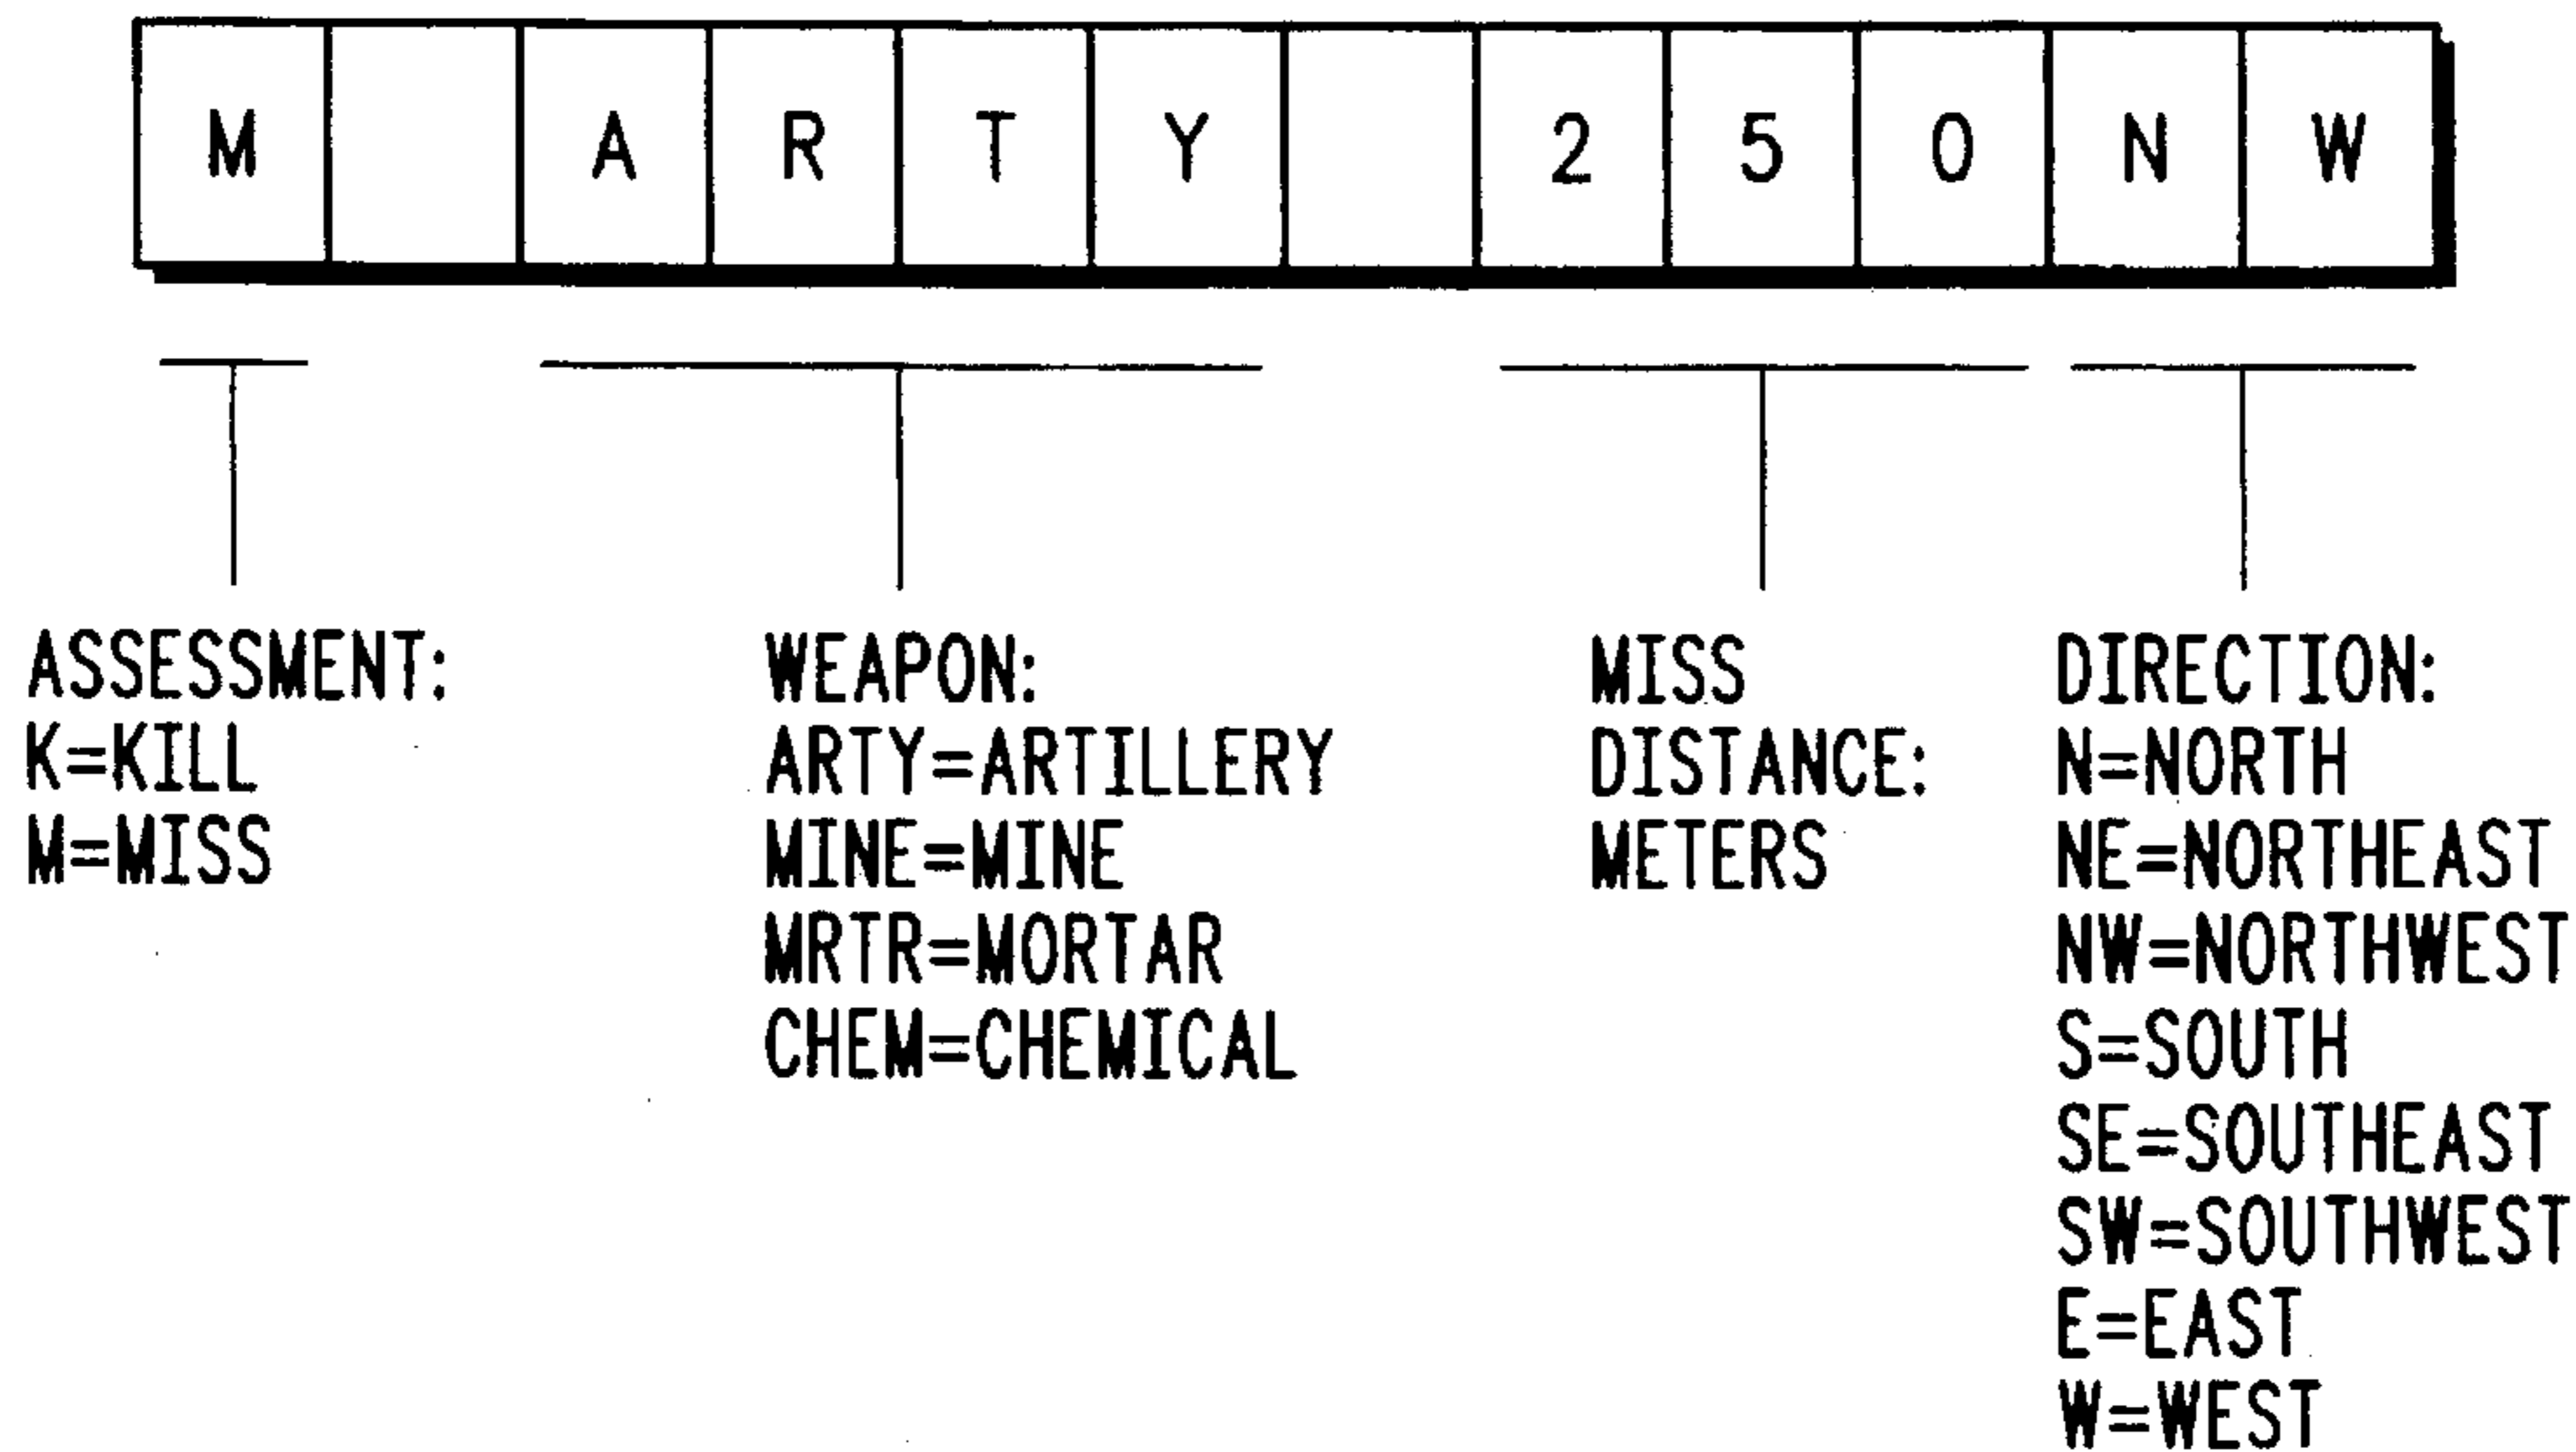 M ARTY 250NW
ASSESSMENT:
K=KILL
M=MISS
WEAPON:
ARTY=ARTILLERY
MINE=MINE
MRTR=MORTAR
CHEM=CHEMICAL
MISS
DISTANCE:
METERS
DIRECTION:
N=NORTH
NE=NORTHEAST
NW=NORTHWEST
S=SOUTH
SE=SOUTHEAST
SW=SOUTHWEST
E=EAST
W=WEST